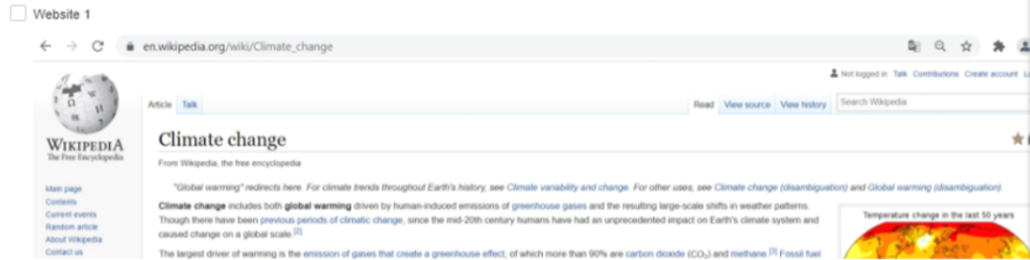 Website 1
en.wikipedia.org/wiki/Climate_change
Not logged in Talk Contributions Create account
Article Talk Read View source View history Search Wikipedia
WIKIPEDIA
The Free Encyclopedia
Main page
Contents
Current events
Random article
About Wikipedia
Contact us
Climate change
From Wikipedia, the free encyclopedia
"Global warming" redirects here. For climate trends throughout Earth's history, see Climate variability and change. For other uses, see Climate change (disambiguation) and Global warming (disambiguation).
Climate change includes both global warming driven by human-induced emissions of greenhouse gases and the resulting large-scale shifts in weather patterns.
Though there have been previous periods of climatic change, since the mid-20th century humans have had an unprecedented impact on Earth's climate system and
caused change on a global scale.[2]
The largest driver of warming is the emission of gases that create a greenhouse effect, of which more than 90% are carbon dioxide (CO₂) and methane.[3] Fossil fuel
Temperature change in the last 50 years